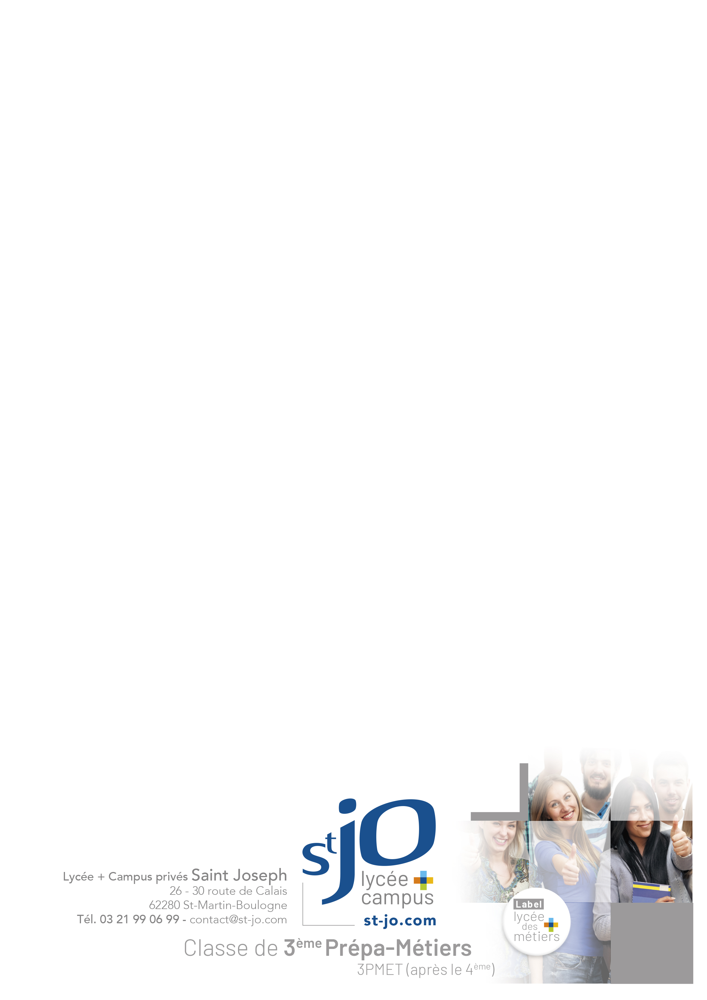 st jo
lycée
campus
st-jo.com
Lycée + Campus privés Saint Joseph
26 - 30 route de Calais
62280 St-Martin-Boulogne
Tél. 03 21 99 06 99 - contact@st-jo.com
Label
lycée
des
métiers
Classe de 3ème Prépa-Métiers
3PMET (après le 4ème)